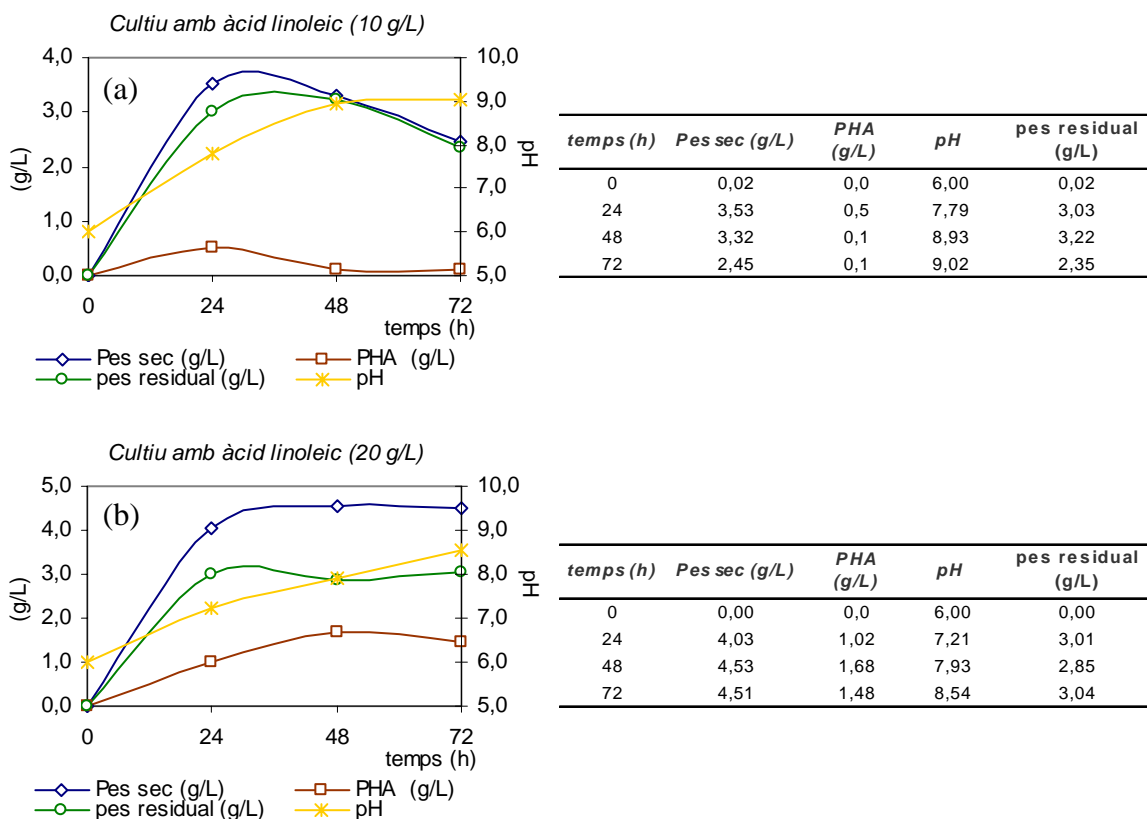 Cultiu amb àcid linoleic (10 g/L)
(a)
4,0
3,0
2,0
1,0
0,0
(g/L)
10,0
9,0
8,0
7,0
6,0
5,0
pH
0 24 48 72
temps (h)
Pes sec (g/L) PHA (g/L)
pes residual (g/L) pH
temps (h) Pes sec (g/L) PHA (g/L) pH pes residual (g/L)
0 0,02 0,0 6,00 0,02
24 3,53 0,5 7,79 3,03
48 3,32 0,1 8,93 3,22
72 2,45 0,1 9,02 2,35
Cultiu amb àcid linoleic (20 g/L)
(b)
5,0
4,0
3,0
2,0
1,0
0,0
(g/L)
10,0
9,0
8,0
7,0
6,0
5,0
pH
0 24 48 72
temps (h)
Pes sec (g/L) PHA (g/L)
pes residual (g/L) pH
temps (h) Pes sec (g/L) PHA (g/L) pH pes residual (g/L)
0 0,00 0,0 6,00 0,00
24 4,03 1,02 7,21 3,01
48 4,53 1,68 7,93 2,85
72 4,51 1,48 8,54 3,04